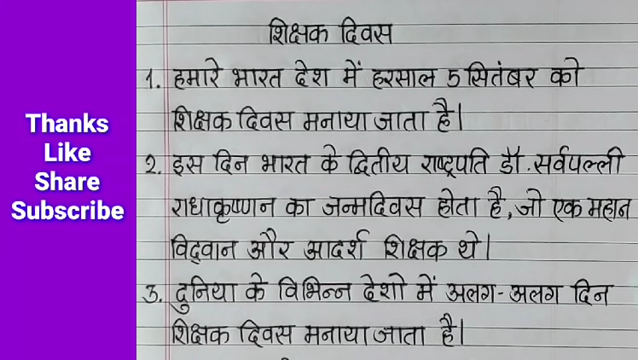 Thanks
Like
Share
Subscribe
शिक्षक दिवस
1. हमारे भारत देश में हरसाल 5 सितंबर को
शिक्षक दिवस मनाया जाता है।
2. इस दिन भारत के द्वितीय राष्ट्रपति डॉ. सर्वपल्ली
राधाकृष्णन का जन्मदिवस होता है, जो एक महान
विद्वान और आदर्श शिक्षक थे।
3. दुनिया के विभिन्न देशो में अलग-अलग दिन
शिक्षक दिवस मनाया जाता है।